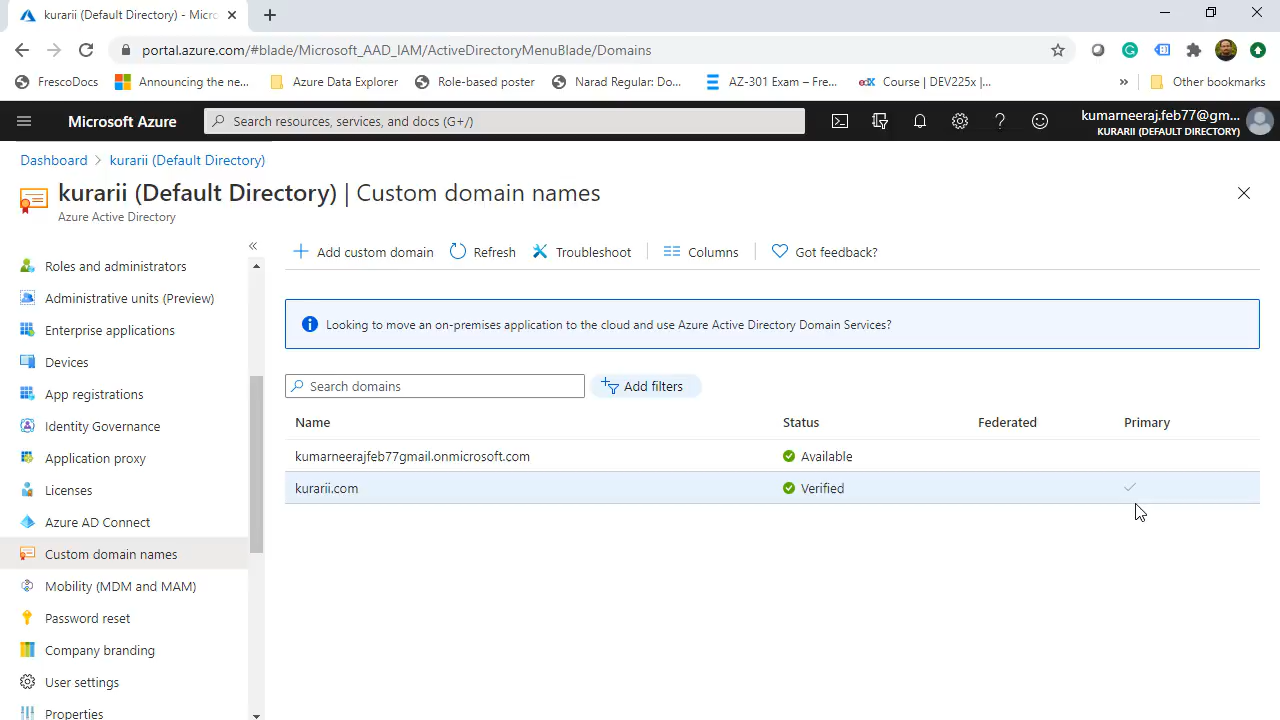 kurarii (Default Directory) - Micro
portal.azure.com/#blade/Microsoft_AAD_IAM/ActiveDirectoryMenuBlade/Domains
FrescoDocs
Announcing the ne...
Azure Data Explorer
Role-based poster
Narad Regular: Do...
AZ-301 Exam – Fre...
edX Course | DEV225x |...
»
Other bookmarks
Microsoft Azure
Search resources, services, and docs (G+/)
kumarneeraj.feb77@gm...
KURARII (DEFAULT DIRECTORY)
Dashboard > kurarii (Default Directory)
kurarii (Default Directory) | Custom domain names
Azure Active Directory
«
Roles and administrators
Administrative units (Preview)
Enterprise applications
Devices
App registrations
Identity Governance
Application proxy
Licenses
Azure AD Connect
Custom domain names
Mobility (MDM and MAM)
Password reset
Company branding
User settings
Properties
Add custom domain
Refresh
Troubleshoot
Columns
Got feedback?
Looking to move an on-premises application to the cloud and use Azure Active Directory Domain Services?
Search domains
Add filters
Name Status Federated Primary
kumarneerajfeb77gmail.onmicrosoft.com Available
kurarii.com Verified